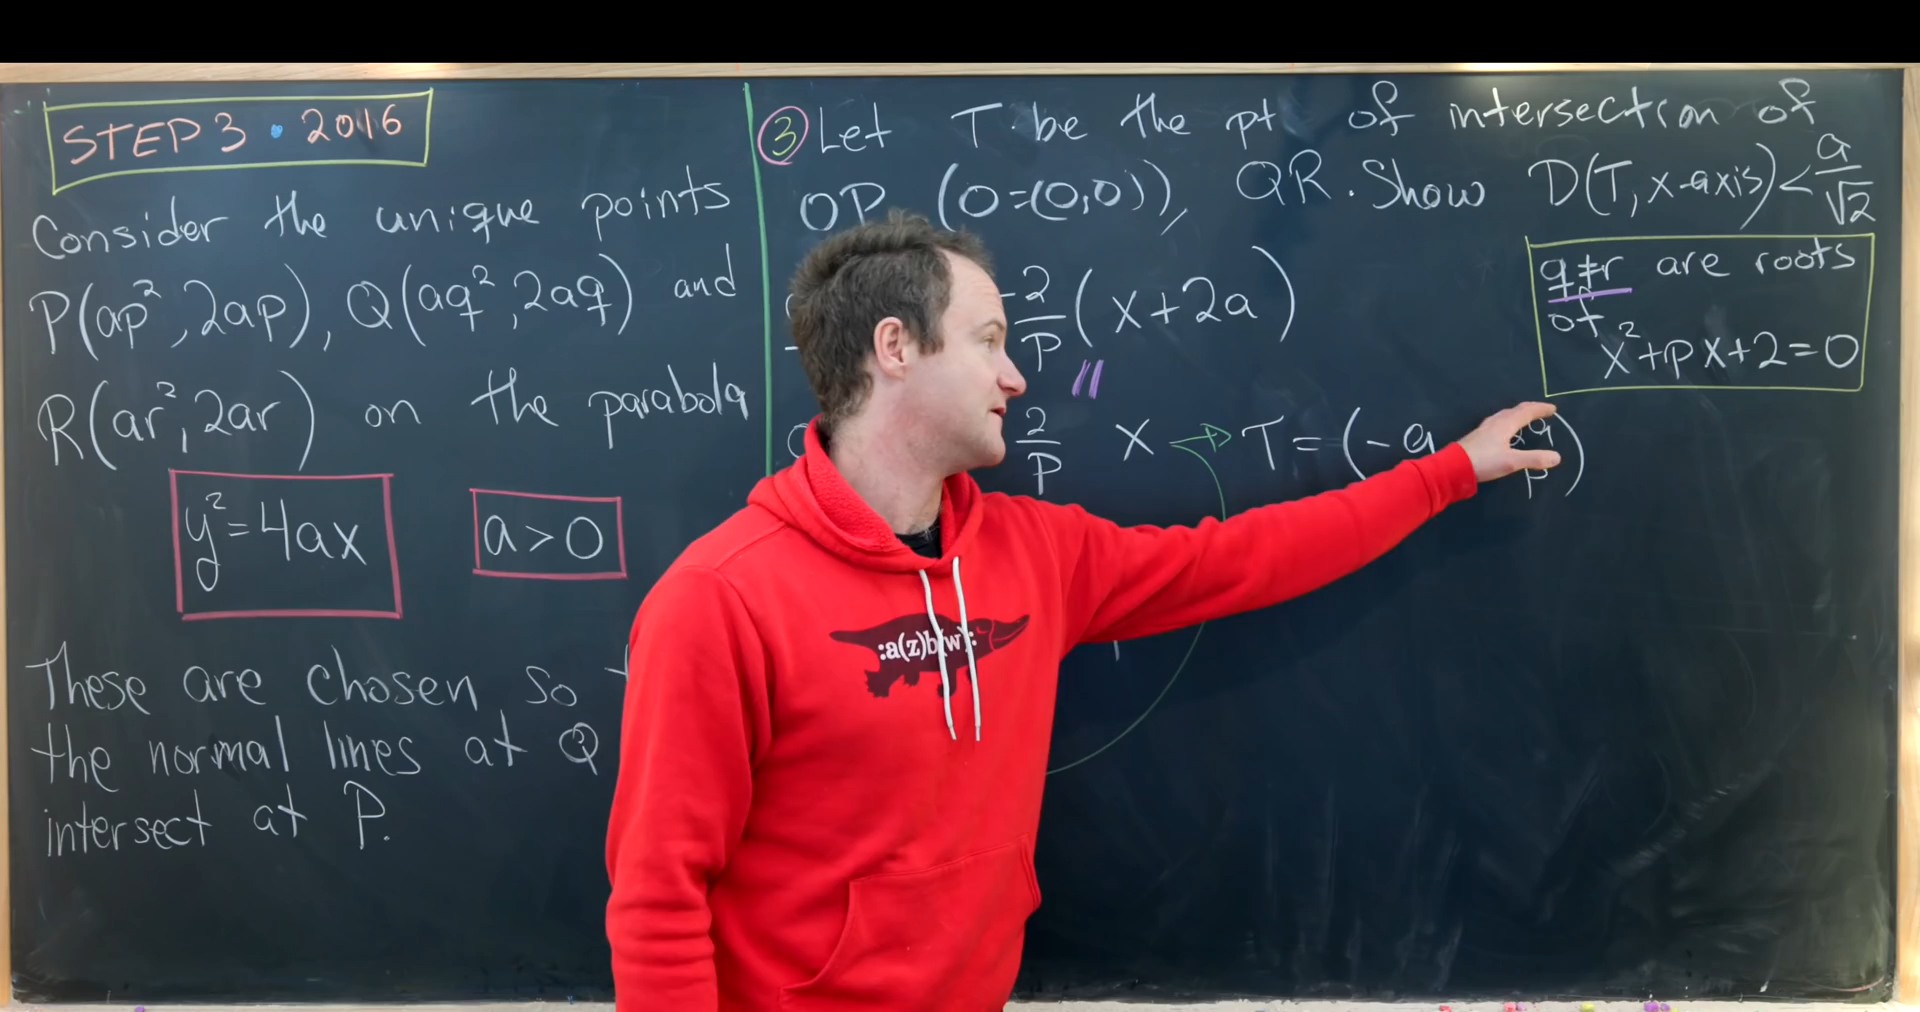 STEP 3 • 2016
Consider the unique points
P(ap², 2ap), Q(aq², 2aq) and
R(ar², 2ar) on the parabola
y² = 4ax
a > 0
These are chosen so
the normal lines at Q
intersect at P.
③ Let T be the pt of intersection of
OP (O=(0,0)), QR. Show D(T, x-axis) < a/√2
-2/p (x+2a)
2/p x → T = (-a
q≠r are roots
of
x²+px+2=0
:a(z)b(w):